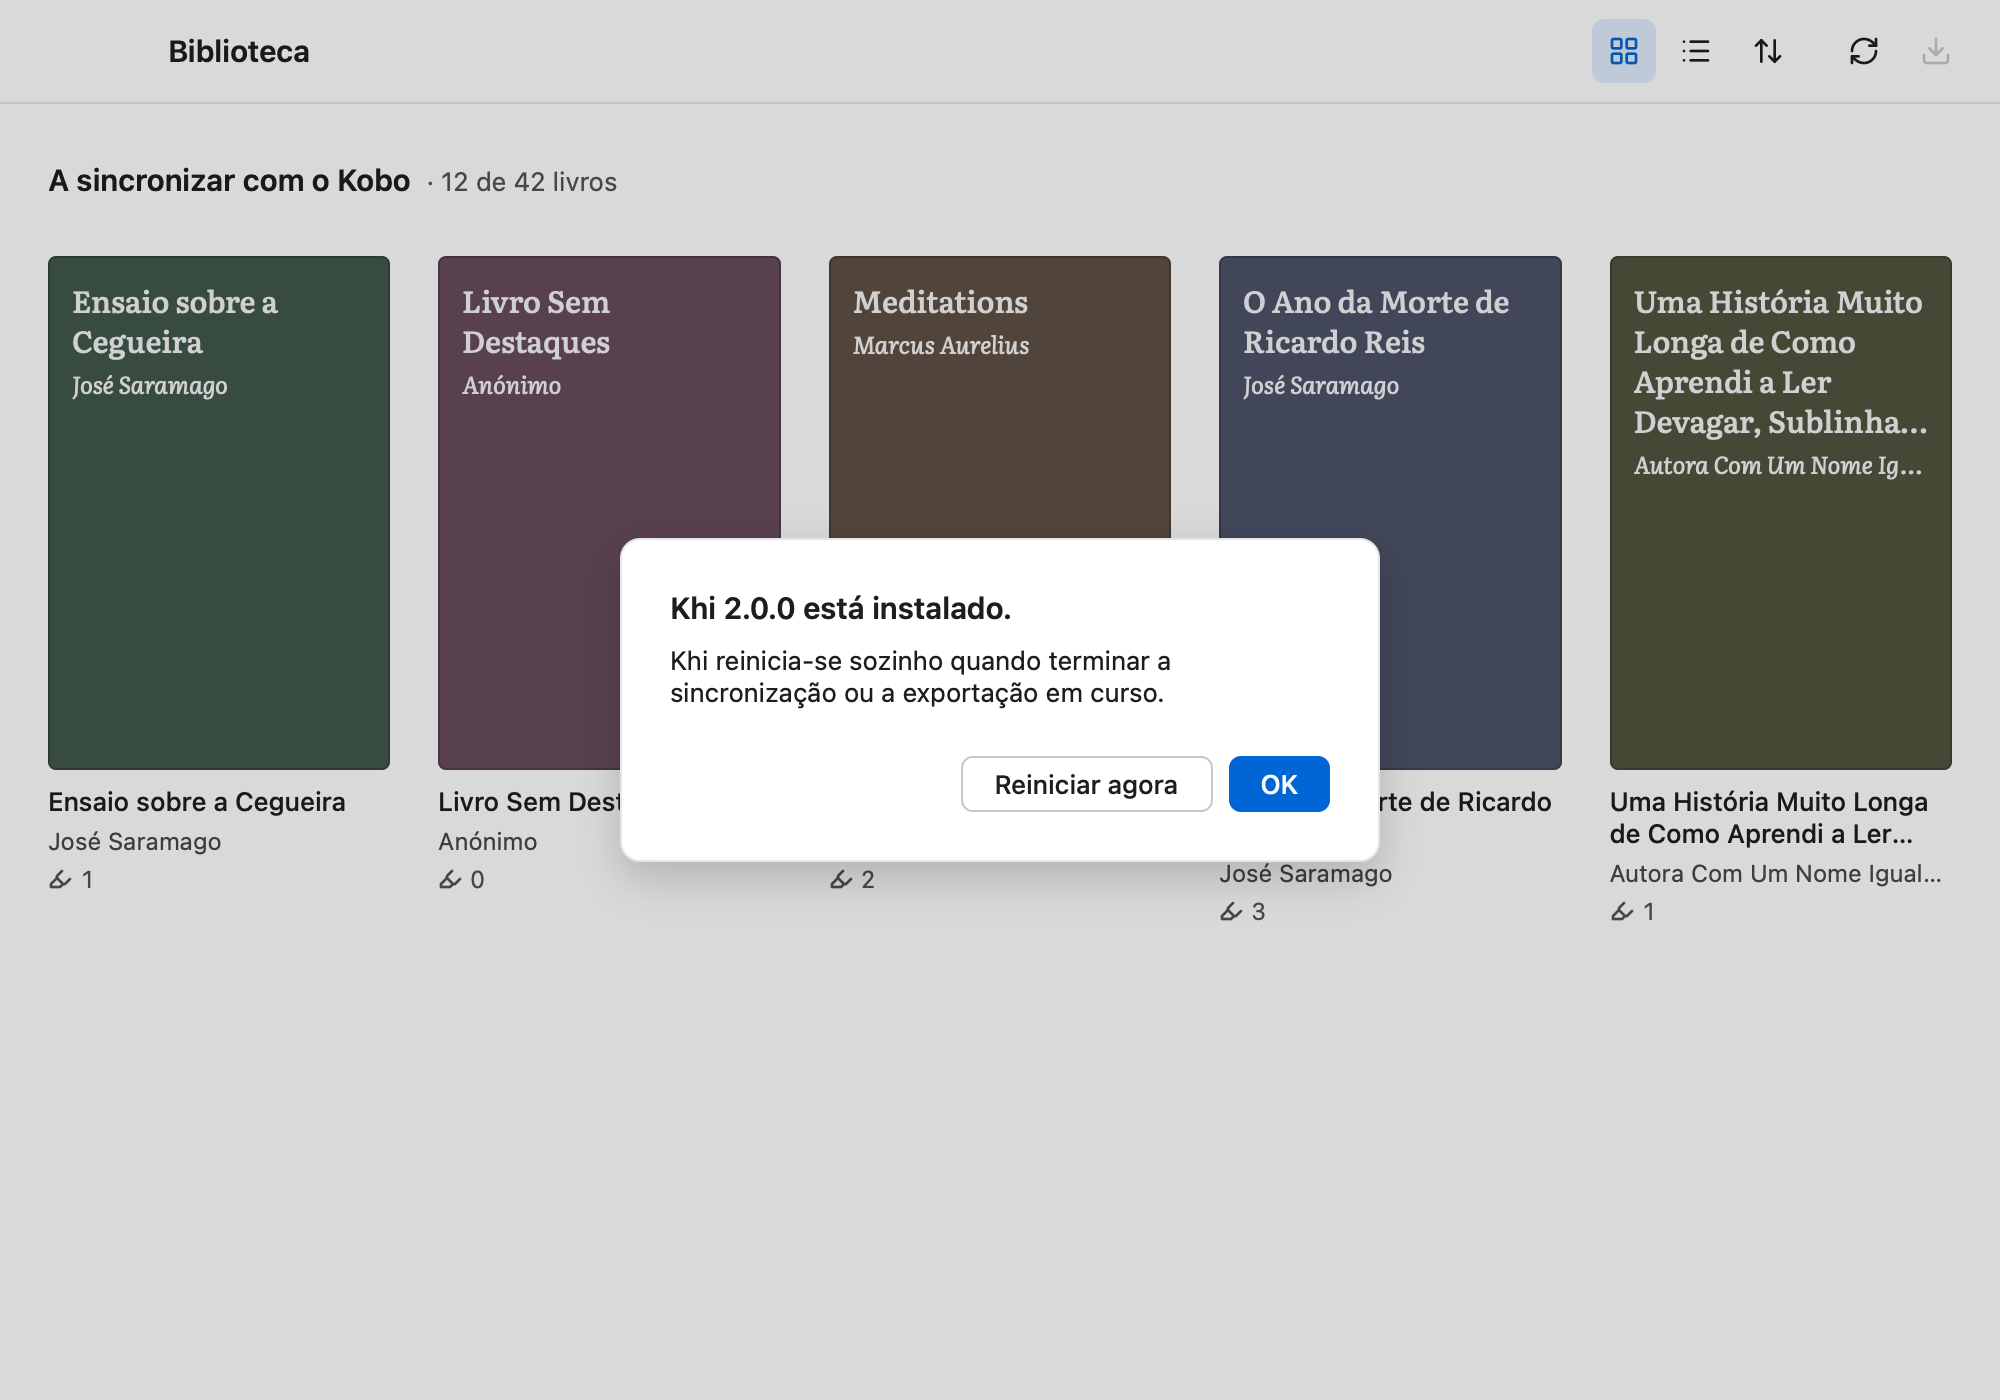 Biblioteca
A sincronizar com o Kobo · 12 de 42 livros
Ensaio sobre a
Cegueira
José Saramago
Livro Sem
Destaques
Anónimo
Meditations
Marcus Aurelius
O Ano da Morte de
Ricardo Reis
José Saramago
Uma História Muito
Longa de Como
Aprendi a Ler
Devagar, Sublinha...
Autora Com Um Nome Ig...
Khi 2.0.0 está instalado.
Khi reinicia-se sozinho quando terminar a
sincronização ou a exportação em curso.
Reiniciar agora
OK
Ensaio sobre a Cegueira
José Saramago
1
Livro Sem
Anónimo
0
2
de Ricardo
José Saramago
3
Uma História Muito Longa
de Como Aprendi a Ler...
Autora Com Um Nome Igual...
1